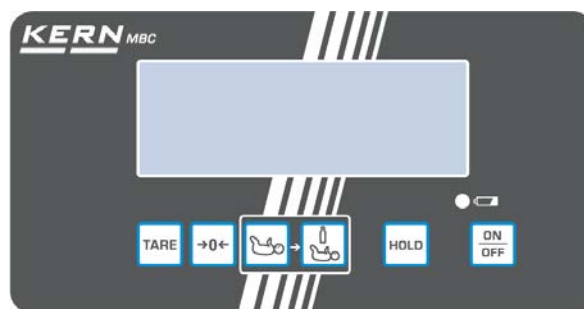 KERN MBC
TARE →0← → HOLD ON
OFF